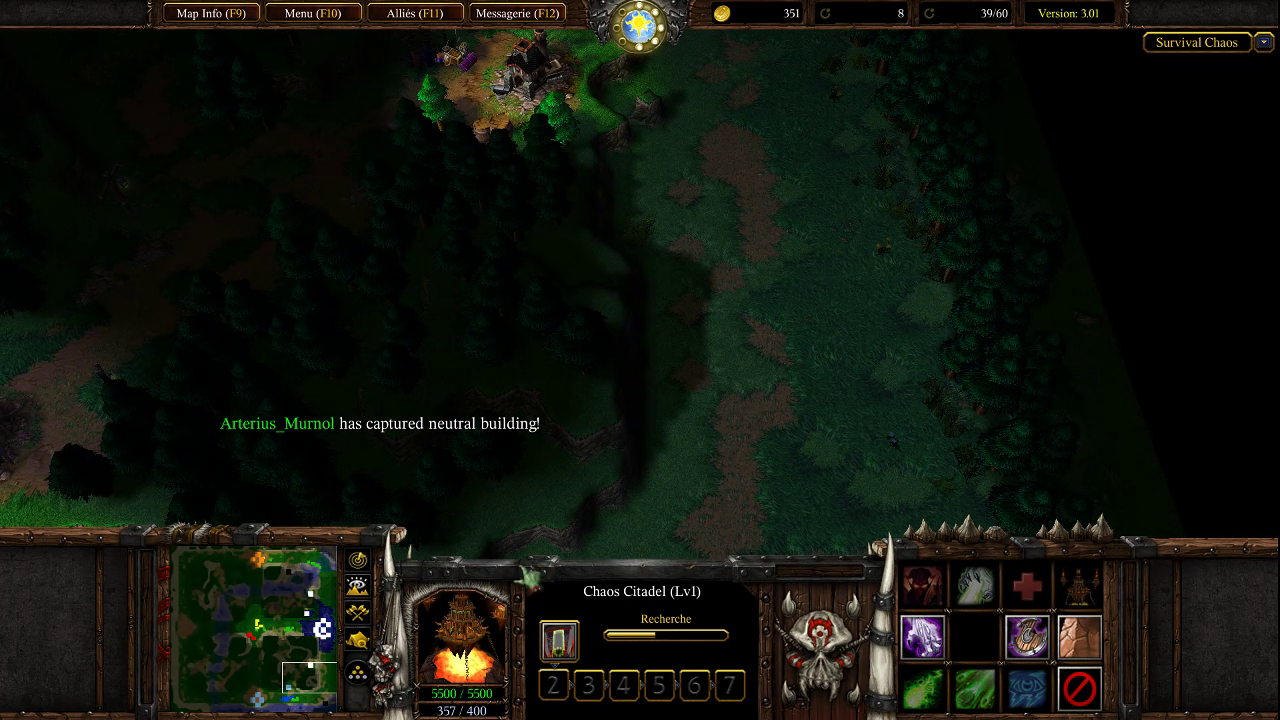 Map Info (F9) Menu (F10) Alliés (F11) Messagerie (F12) 351 8 39/60 Version: 3.01
Survival Chaos
Arterius_Murnol has captured neutral building!
Chaos Citadel (Lv1)
Recherche
2 3 4 5 6 7
5500 / 5500
357 / 400